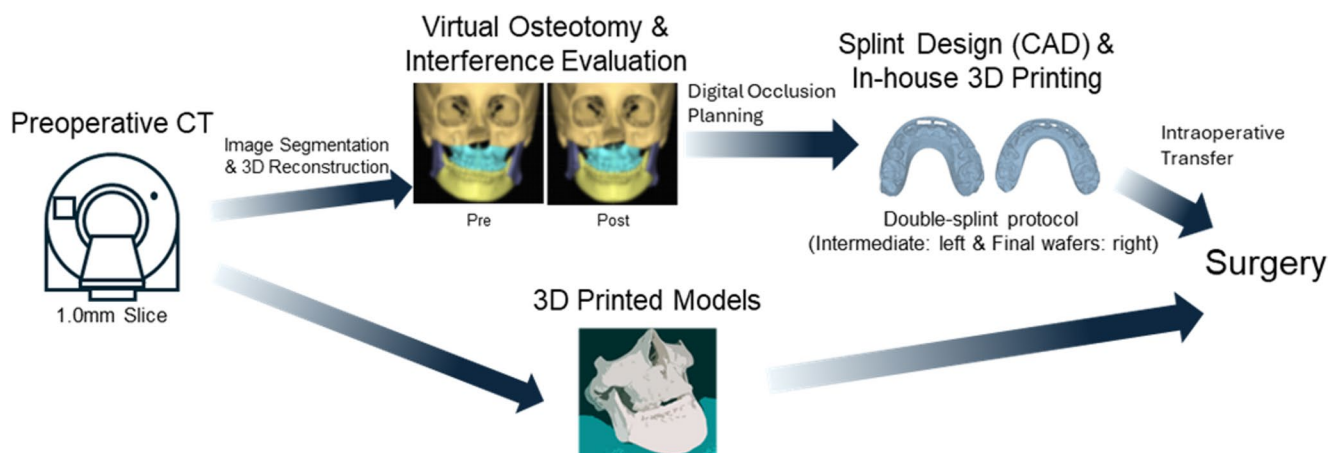 Preoperative CT
1.0mm Slice
Image Segmentation
& 3D Reconstruction
Virtual Osteotomy &
Interference Evaluation
Pre
Post
Digital Occlusion
Planning
Splint Design (CAD) &
In-house 3D Printing
Double-splint protocol
(Intermediate: left & Final wafers: right)
Intraoperative
Transfer
3D Printed Models
Surgery